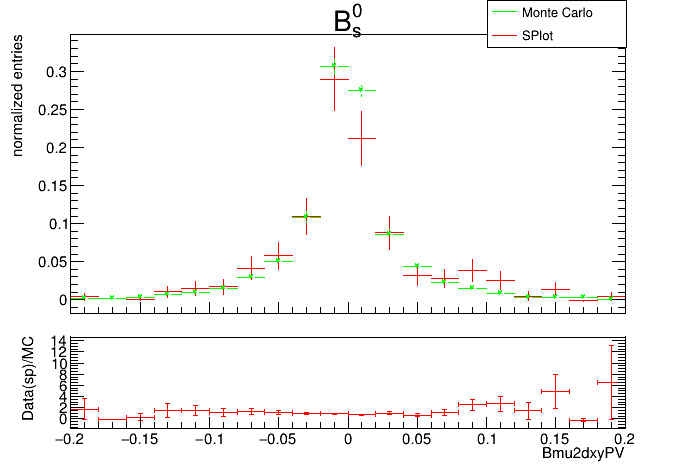 B⁰ₛ
Monte Carlo
SPlot
normalized entries
0.3
0.25
0.2
0.15
0.1
0.05
0
Data(sp)/MC
14
12
10
8
6
4
2
0
−0.2 −0.15 −0.1 −0.05 0 0.05 0.1 0.15 0.2
Bmu2dxyPV